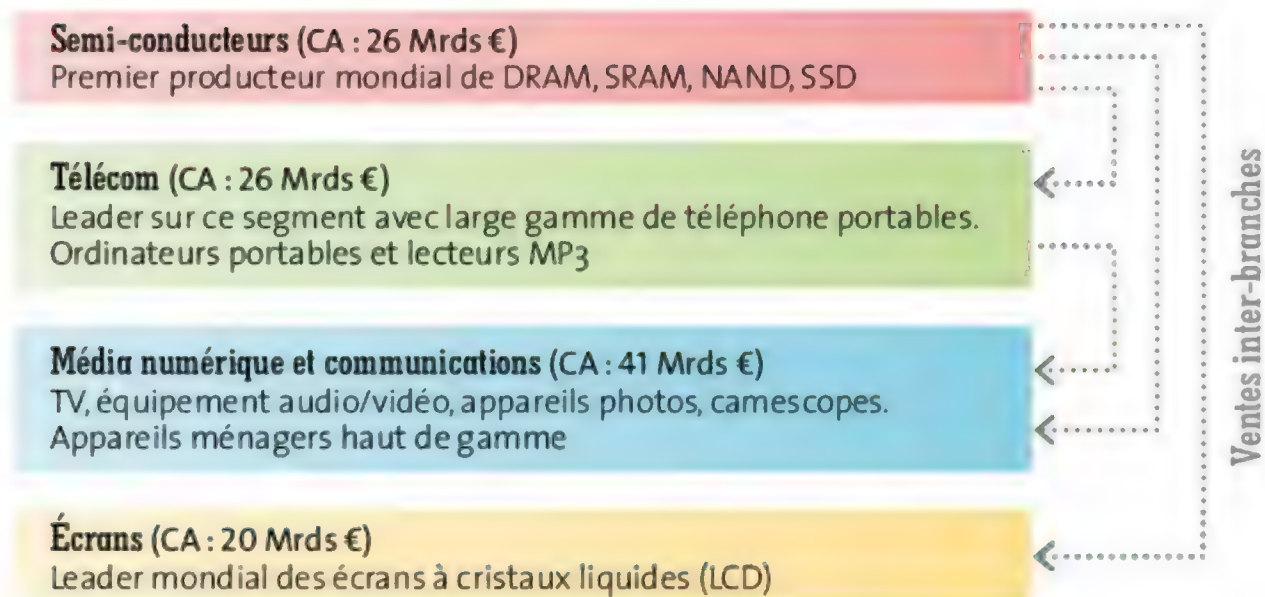 Semi-conducteurs (CA : 26 Mrds €)
Premier producteur mondial de DRAM, SRAM, NAND, SSD
Télécom (CA : 26 Mrds €)
Leader sur ce segment avec large gamme de téléphone portables.
Ordinateurs portables et lecteurs MP3
Média numérique et communications (CA : 41 Mrds €)
TV, équipement audio/vidéo, appareils photos, camescopes.
Appareils ménagers haut de gamme
Écrans (CA : 20 Mrds €)
Leader mondial des écrans à cristaux liquides (LCD)
Ventes inter-branches